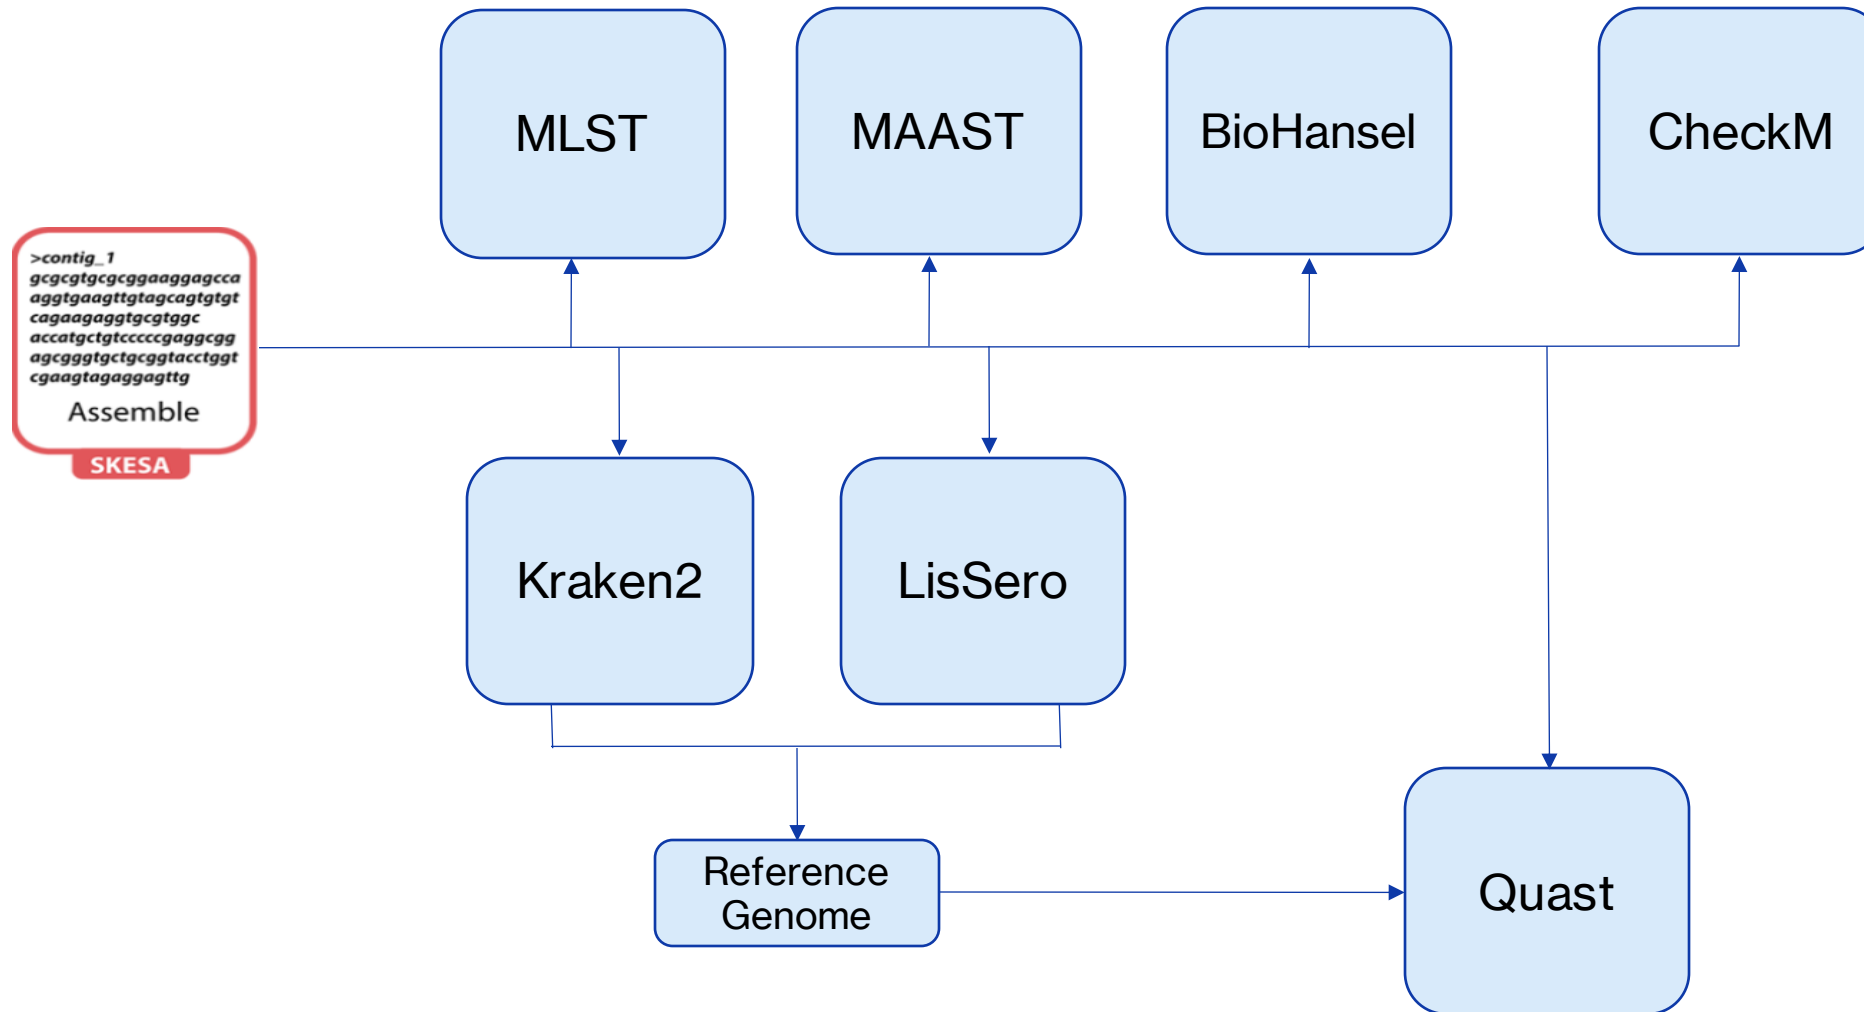 MLST
MAAST
BioHansel
CheckM
>contig_1
gcgcgtgcgcggaaggagcca
aggtgaagttgtagcagtgtgt
cagaagaggtgcgtggc
accatgctgtcccccgaggcgg
agcgggtgctgcggtacctggt
cgaagtagaggagttg
Assemble
SKESA
Kraken2
LisSero
Reference
Genome
Quast